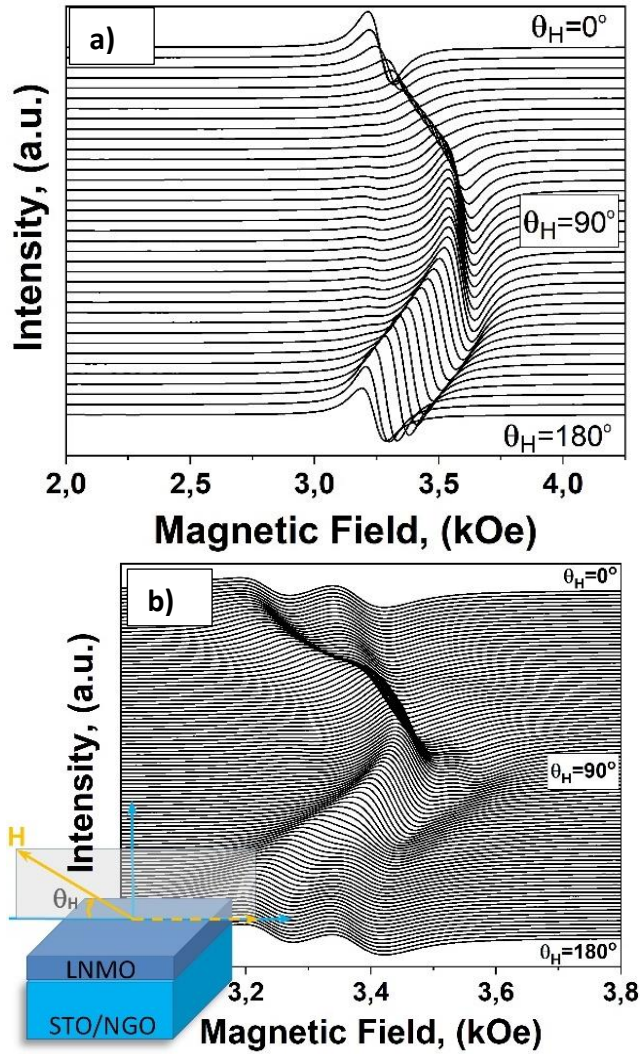 a)
θH=0°
θH=90°
θH=180°
Intensity, (a.u.)
2,0 2,5 3,0 3,5 4,0
Magnetic Field, (kOe)
b)
θH=0°
θH=90°
θH=180°
Intensity, (a.u.)
H
θH
LNMO
STO/NGO
3,2 3,4 3,6 3,8
Magnetic Field, (kOe)